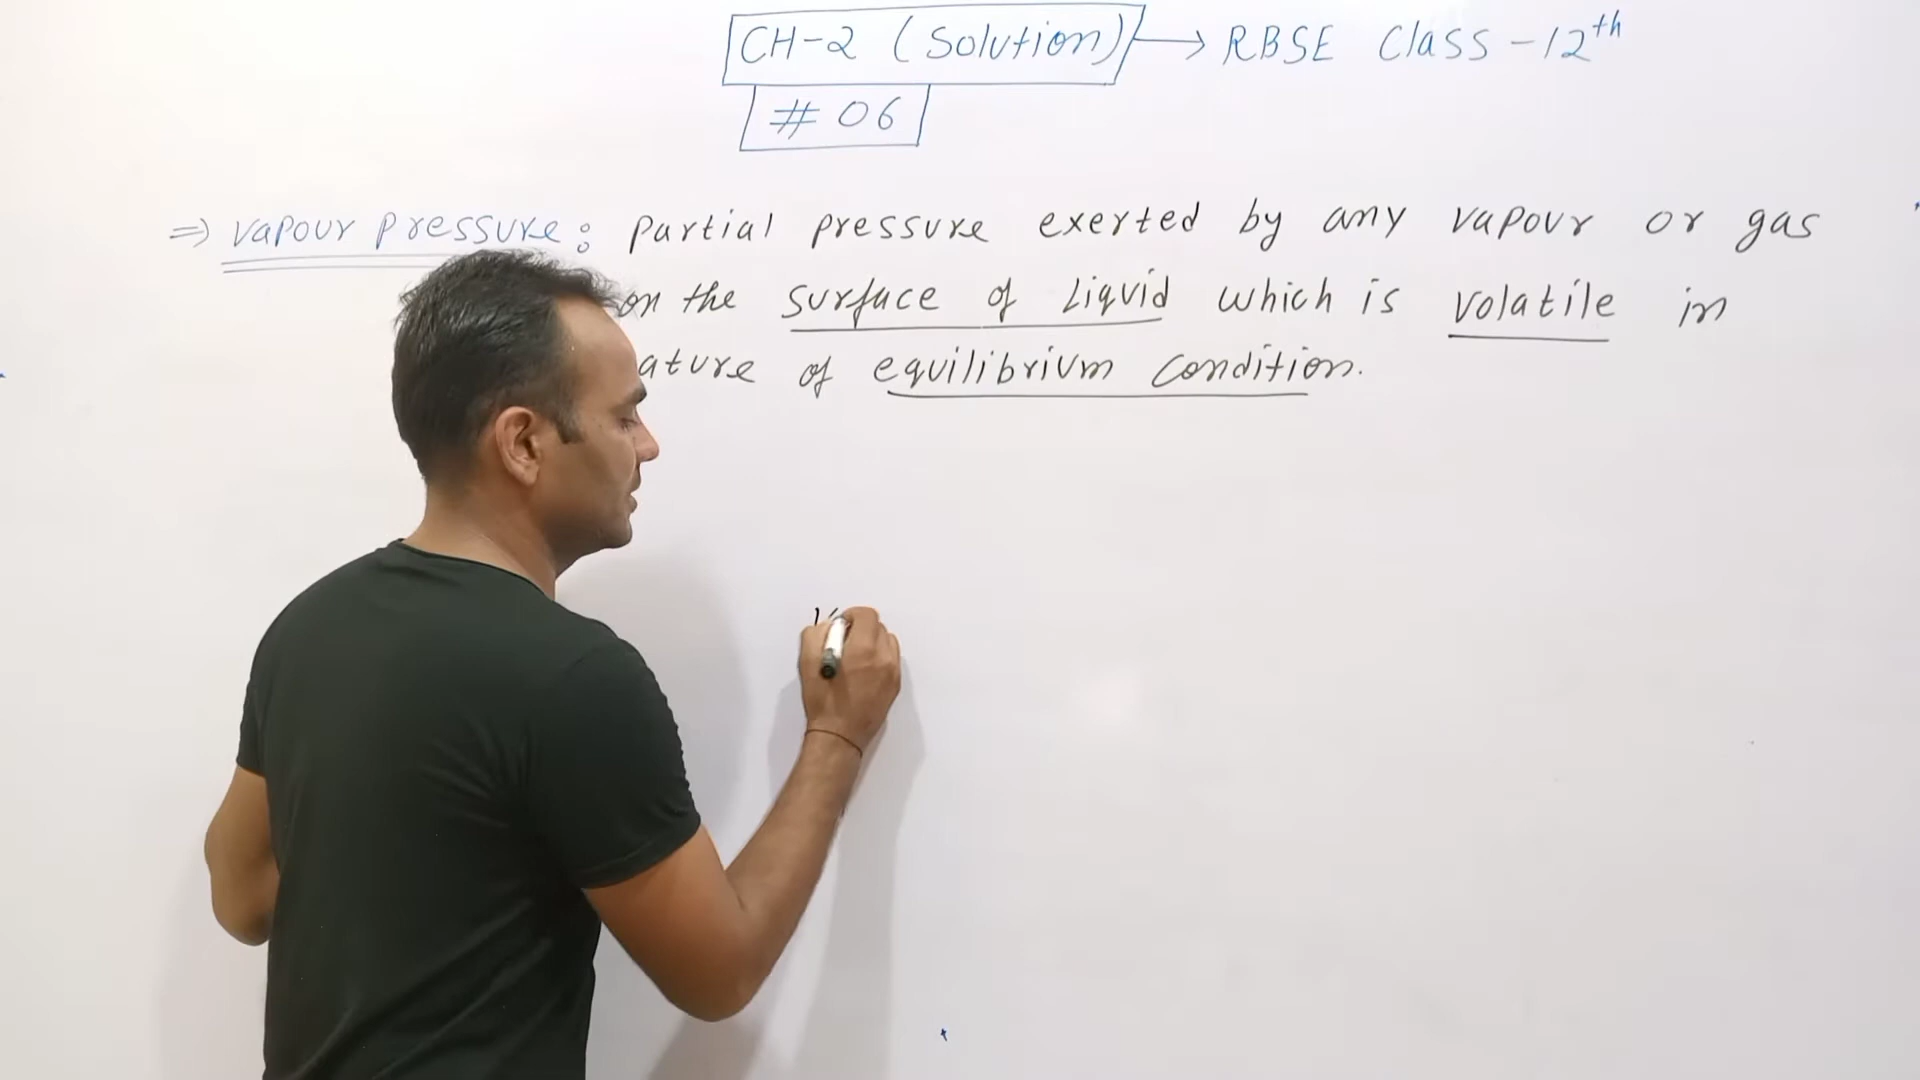 CH-2 (Solution) → RBSE Class-12th
# 06
⇒ Vapour pressure: Partial pressure exerted by any vapour or gas
on the surface of Liquid which is volatile in
ature of equilibrium condition.